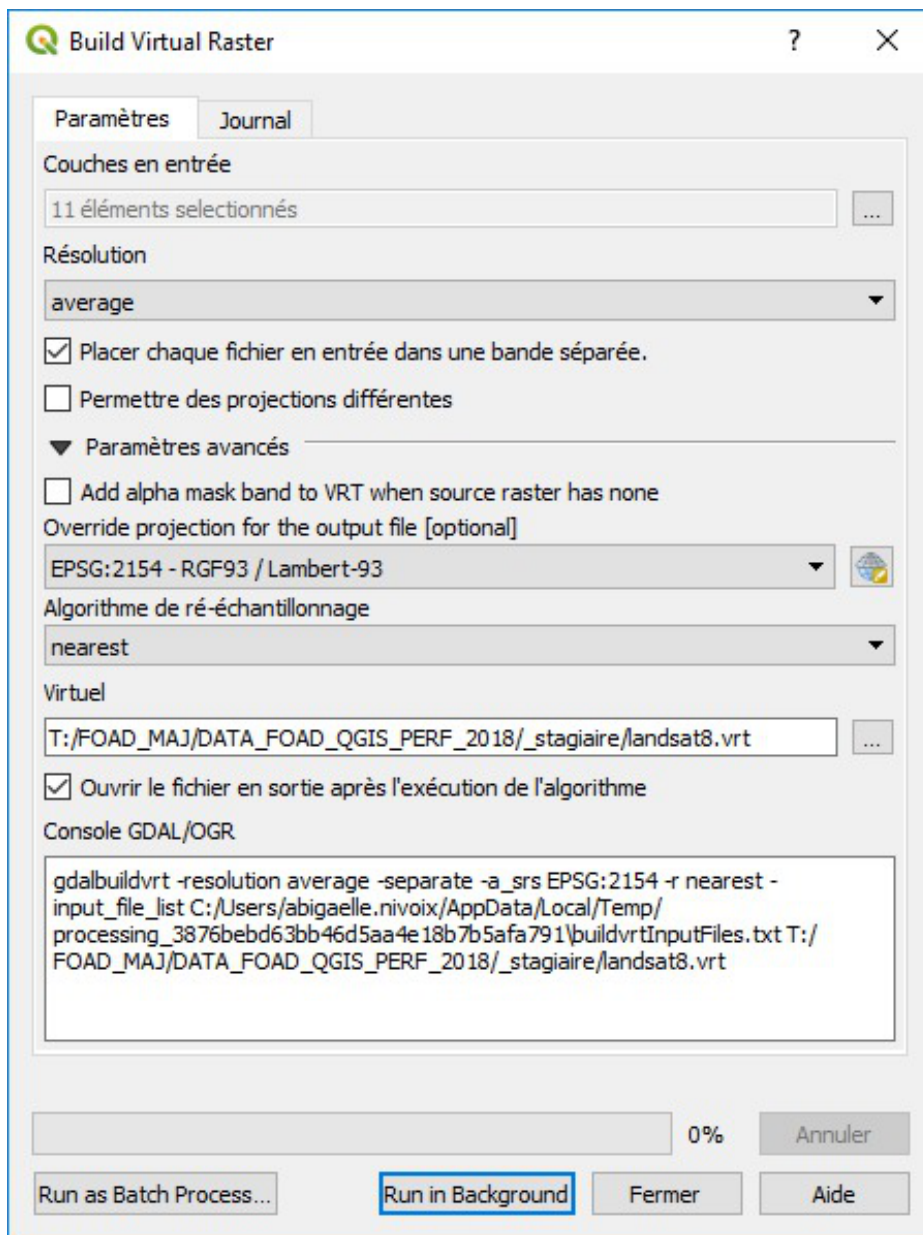 Build Virtual Raster
?
Paramètres
Journal
Couches en entrée
11 éléments selectionnés
...
Résolution
average
Placer chaque fichier en entrée dans une bande séparée.
Permettre des projections différentes
Paramètres avancés
Add alpha mask band to VRT when source raster has none
Override projection for the output file [optional]
EPSG:2154 - RGF93 / Lambert-93
Algorithme de ré-échantillonnage
nearest
Virtuel
T:/FOAD_MAJ/DATA_FOAD_QGIS_PERF_2018/_stagiaire/landsat8.vrt
...
Ouvrir le fichier en sortie après l'exécution de l'algorithme
Console GDAL/OGR
gdalbuildvrt -resolution average -separate -a_srs EPSG:2154 -r nearest -
input_file_list C:/Users/abigaelle.nivoix/AppData/Local/Temp/
processing_3876bebd63bb46d5aa4e18b7b5afa791\buildvrtInputFiles.txt T:/
FOAD_MAJ/DATA_FOAD_QGIS_PERF_2018/_stagiaire/landsat8.vrt
0%
Annuler
Run as Batch Process...
Run in Background
Fermer
Aide